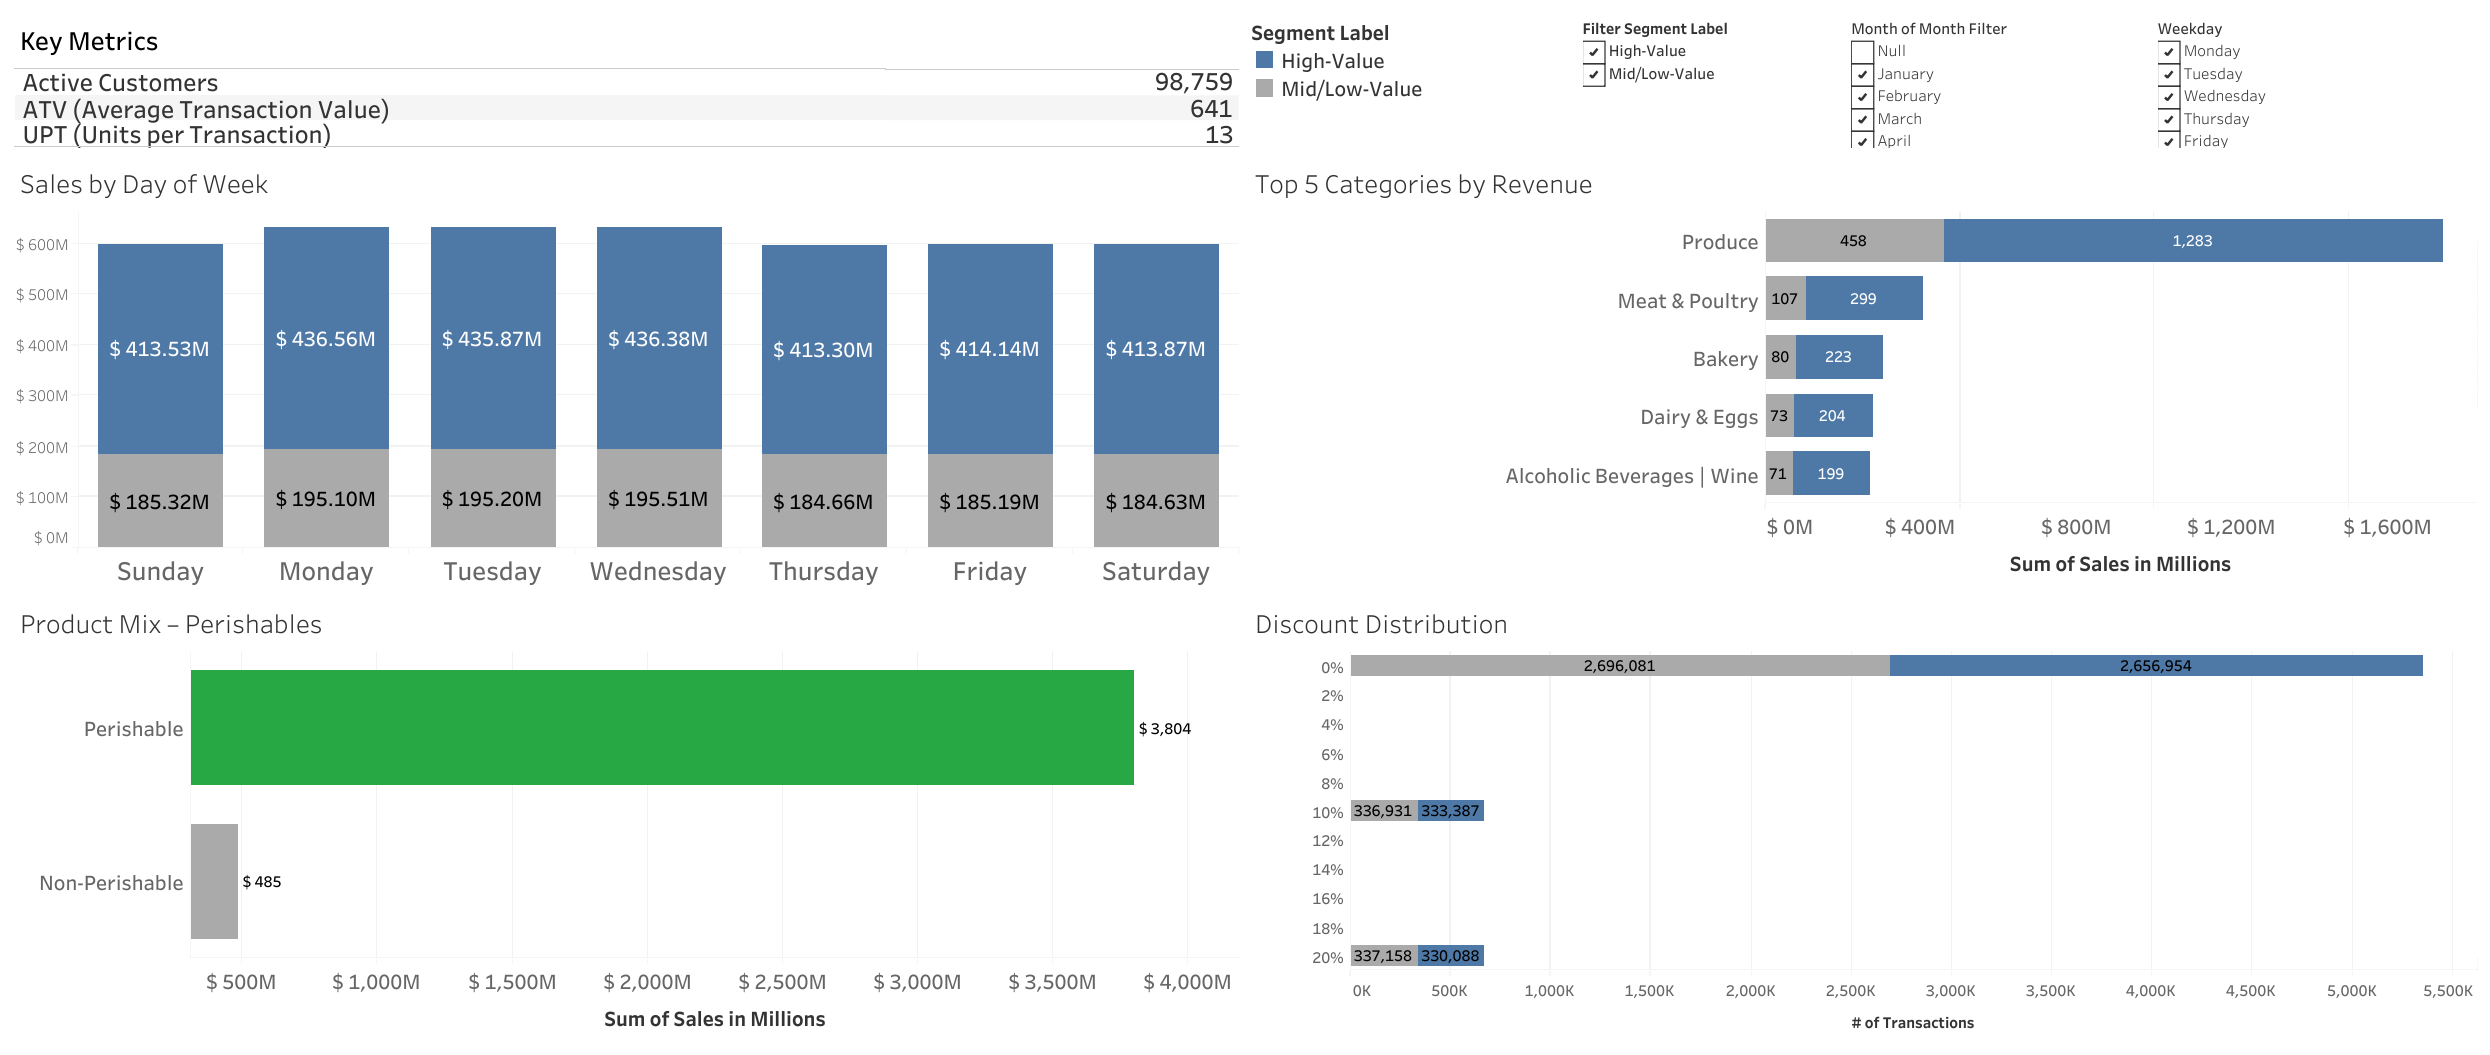 Key Metrics
Active Customers 98,759
ATV (Average Transaction Value) 641
UPT (Units per Transaction) 13
Segment Label
High-Value
Mid/Low-Value
Filter Segment Label
High-Value
Mid/Low-Value
Month of Month Filter
Null
January
February
March
April
Weekday
Monday
Tuesday
Wednesday
Thursday
Friday
Sales by Day of Week
$ 600M
$ 500M
$ 400M
$ 300M
$ 200M
$ 100M
$ 0M
$ 413.53M $ 436.56M $ 435.87M $ 436.38M $ 413.30M $ 414.14M $ 413.87M
$ 185.32M $ 195.10M $ 195.20M $ 195.51M $ 184.66M $ 185.19M $ 184.63M
Sunday Monday Tuesday Wednesday Thursday Friday Saturday
Top 5 Categories by Revenue
Produce 458 1,283
Meat & Poultry 107 299
Bakery 80 223
Dairy & Eggs 73 204
Alcoholic Beverages | Wine 71 199
$ 0M $ 400M $ 800M $ 1,200M $ 1,600M
Sum of Sales in Millions
Product Mix – Perishables
Perishable $ 3,804
Non-Perishable $ 485
$ 500M $ 1,000M $ 1,500M $ 2,000M $ 2,500M $ 3,000M $ 3,500M $ 4,000M
Sum of Sales in Millions
Discount Distribution
0% 2,696,081 2,656,954
2%
4%
6%
8%
10% 336,931 333,387
12%
14%
16%
18%
20% 337,158 330,088
0K 500K 1,000K 1,500K 2,000K 2,500K 3,000K 3,500K 4,000K 4,500K 5,000K 5,500K
# of Transactions